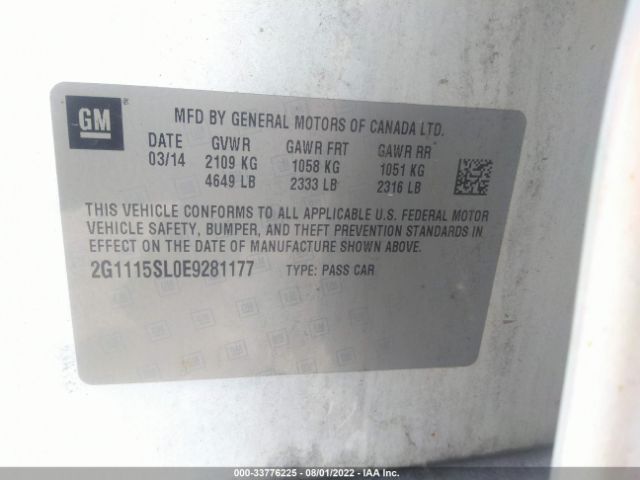 GM
MFD BY GENERAL MOTORS OF CANADA LTD.
DATE GVWR GAWR FRT GAWR RR
03/14 2109 KG 1058 KG 1051 KG
4649 LB 2333 LB 2316 LB
THIS VEHICLE CONFORMS TO ALL APPLICABLE U.S. FEDERAL MOTOR
VEHICLE SAFETY, BUMPER, AND THEFT PREVENTION STANDARDS IN
EFFECT ON THE DATE OF MANUFACTURE SHOWN ABOVE.
2G1115SL0E9281177 TYPE: PASS CAR
000-33776225 - 08/01/2022 - IAA Inc.